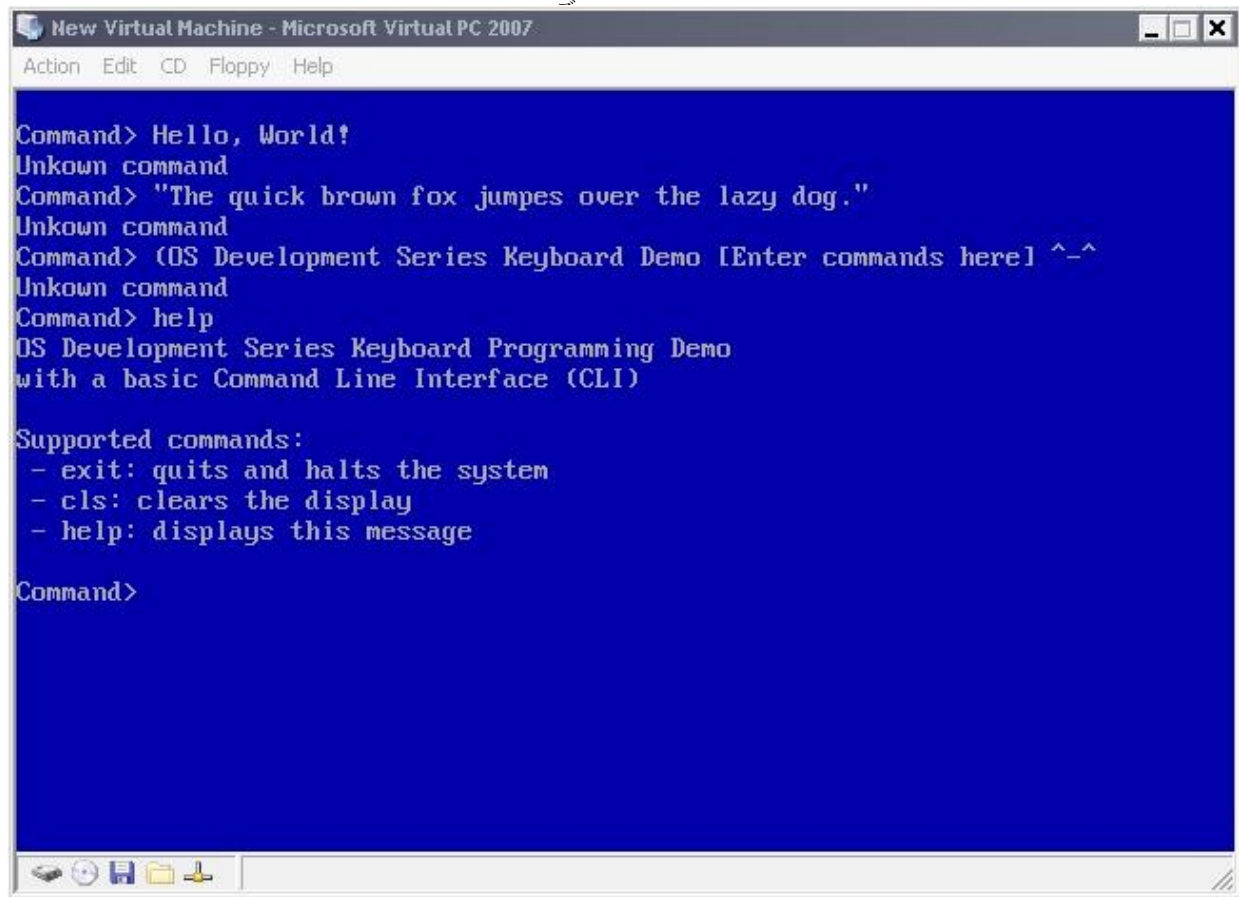 New Virtual Machine - Microsoft Virtual PC 2007
Action Edit CD Floppy Help
Command> Hello, World!
Unkown command
Command> "The quick brown fox jumpes over the lazy dog."
Unkown command
Command> (OS Development Series Keyboard Demo [Enter commands here] ^-^
Unkown command
Command> help
OS Development Series Keyboard Programming Demo
with a basic Command Line Interface (CLI)
Supported commands:
- exit: quits and halts the system
- cls: clears the display
- help: displays this message
Command>